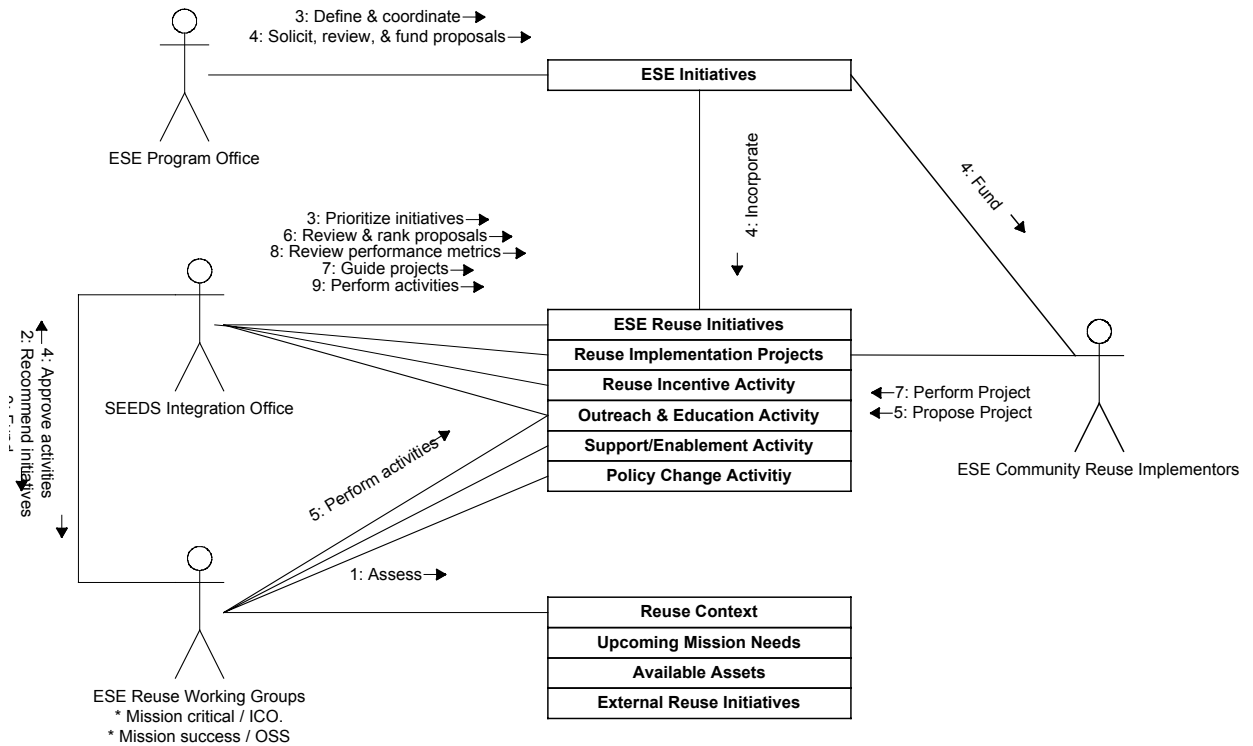 3: Define & coordinate
4: Solicit, review, & fund proposals
ESE Initiatives
ESE Program Office
4: Incorporate
4: Fund
3: Prioritize initiatives
6: Review & rank proposals
8: Review performance metrics
7: Guide projects
9: Perform activities
SEEDS Integration Office
4: Approve activities
2: Recommend initiatives
ESE Reuse Initiatives
Reuse Implementation Projects
Reuse Incentive Activity
Outreach & Education Activity
Support/Enablement Activity
Policy Change Activitiy
7: Perform Project
5: Propose Project
ESE Community Reuse Implementors
5: Perform activities
1: Assess
Reuse Context
Upcoming Mission Needs
Available Assets
External Reuse Initiatives
ESE Reuse Working Groups
* Mission critical / ICO.
* Mission success / OSS